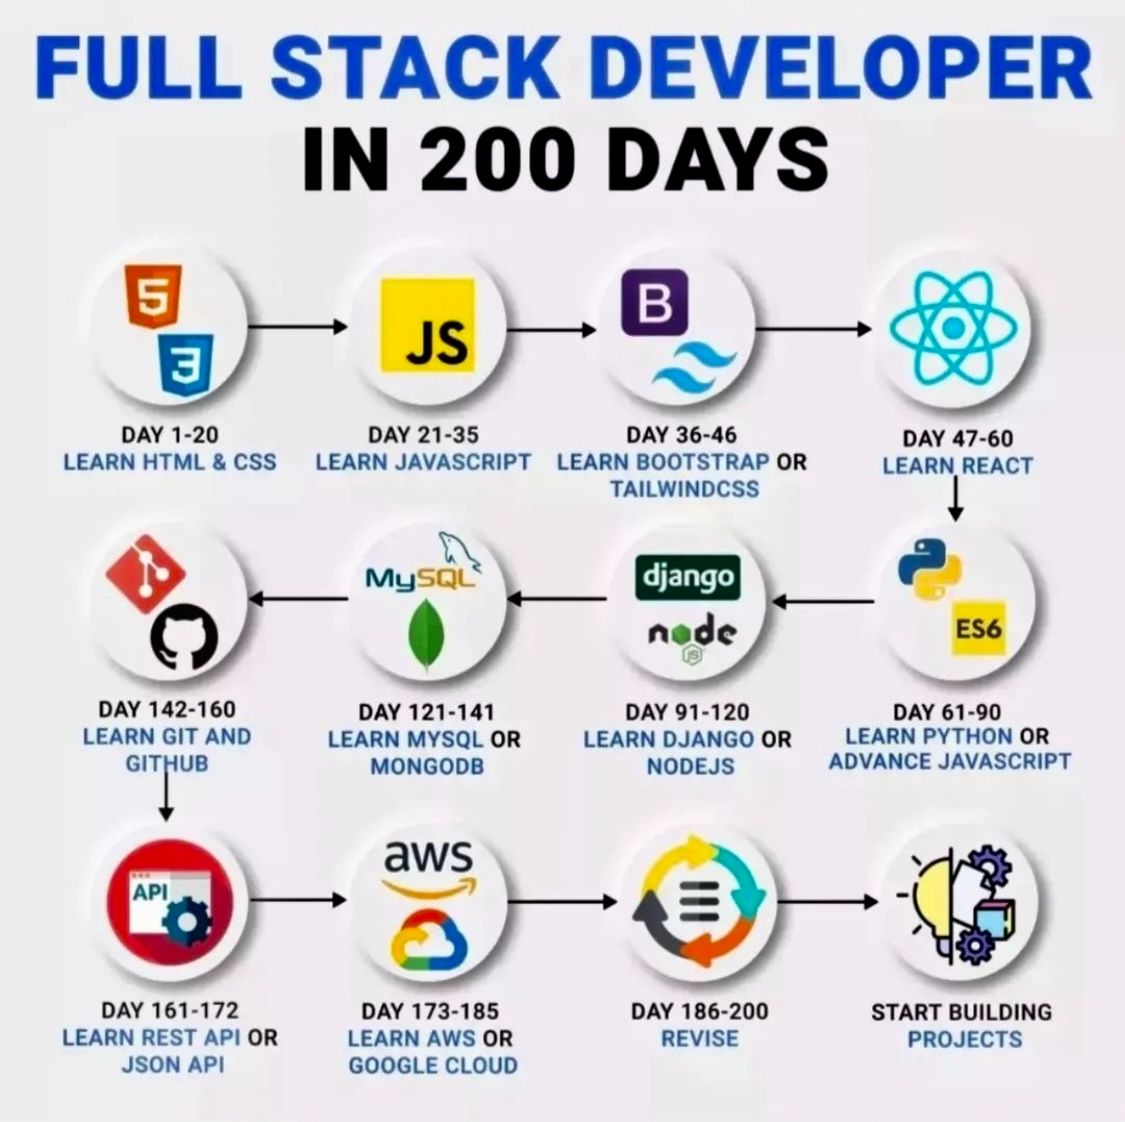 FULL STACK DEVELOPER
IN 200 DAYS
5
3
DAY 1-20
LEARN HTML & CSS
JS
DAY 21-35
LEARN JAVASCRIPT
B
DAY 36-46
LEARN BOOTSTRAP OR
TAILWINDCSS
DAY 47-60
LEARN REACT
ES6
DAY 61-90
LEARN PYTHON OR
ADVANCE JAVASCRIPT
django
node
JS
DAY 91-120
LEARN DJANGO OR
NODEJS
MySQL
DAY 121-141
LEARN MYSQL OR
MONGODB
DAY 142-160
LEARN GIT AND
GITHUB
API
DAY 161-172
LEARN REST API OR
JSON API
aws
DAY 173-185
LEARN AWS OR
GOOGLE CLOUD
DAY 186-200
REVISE
START BUILDING
PROJECTS